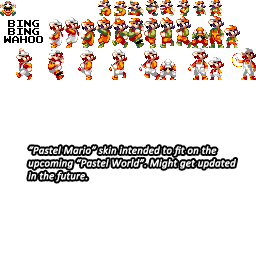 BING
BING
WAHOO
“Pastel Mario” skin intended to fit on the
upcoming “Pastel World”. Might get updated
in the future.